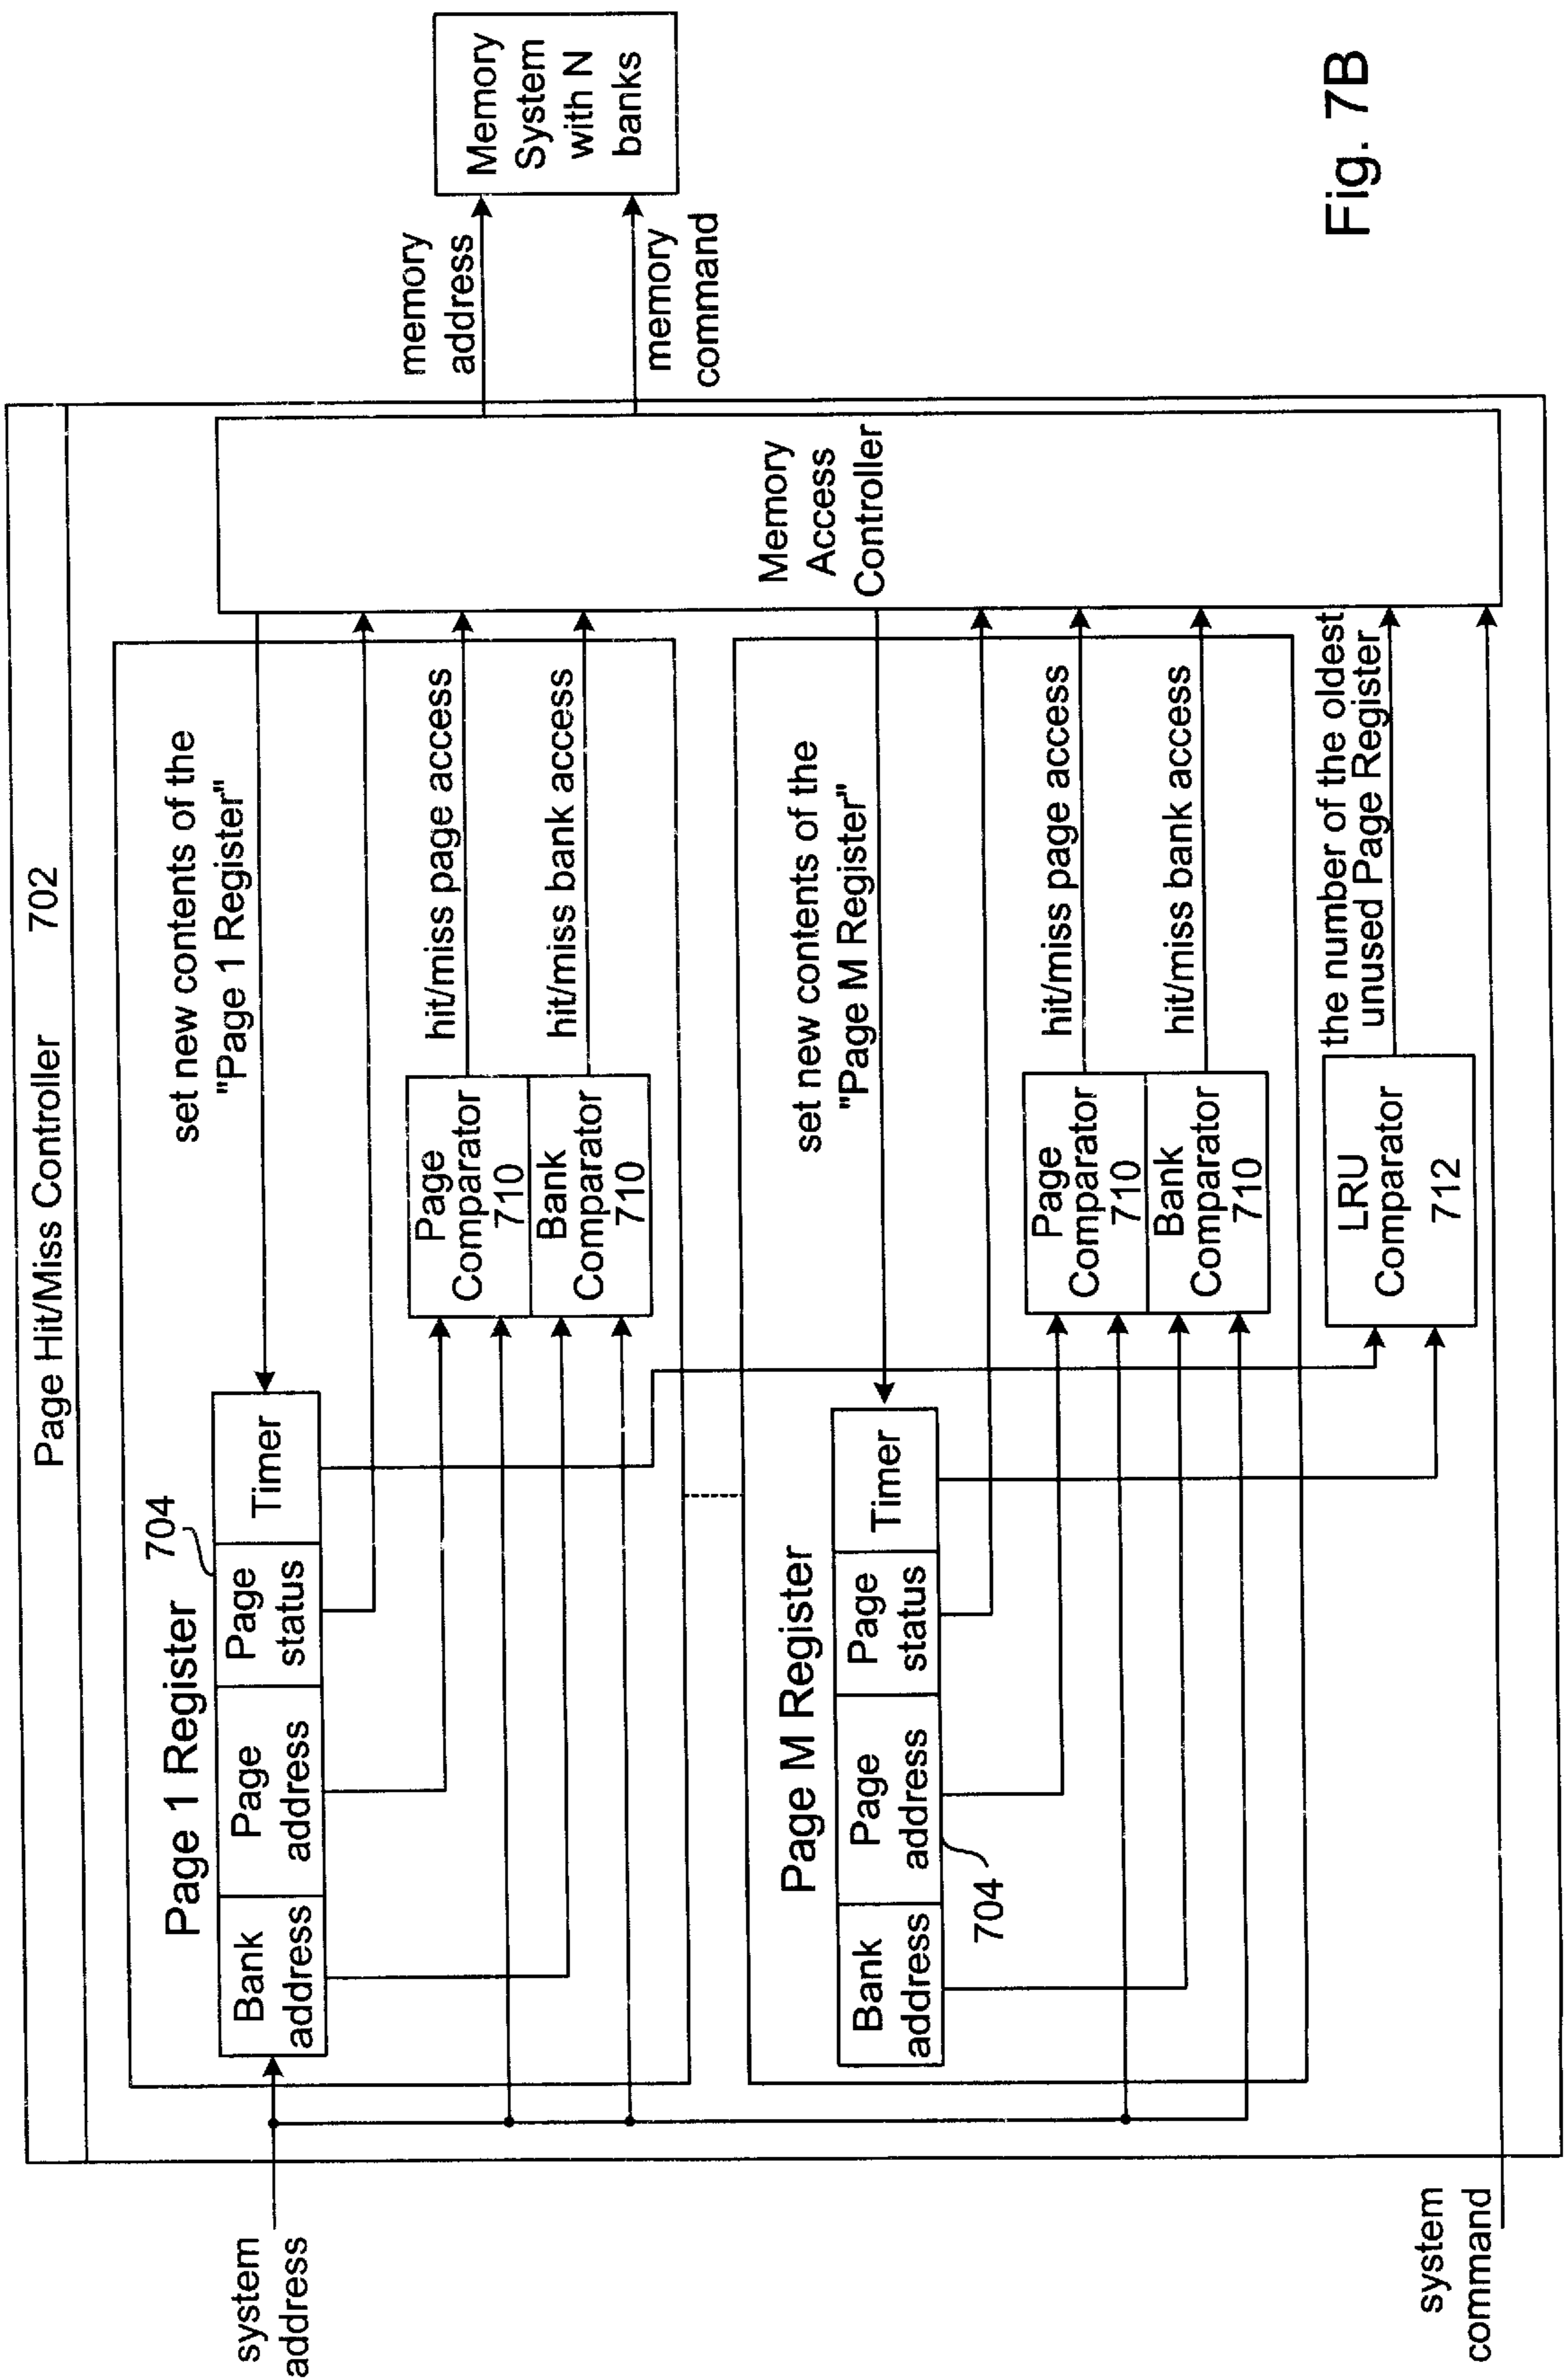 Page Hit/Miss Controller 702
system
address
Page 1 Register
704
Bank
address
Page
address
Page
status
Timer
set new contents of the
"Page 1 Register"
Page
Comparator
710
Bank
Comparator
710
hit/miss page access
hit/miss bank access
Page M Register
Bank
address
Page
address
Page
status
Timer
704
set new contents of the
"Page M Register"
Page
Comparator
710
Bank
Comparator
710
hit/miss page access
hit/miss bank access
LRU
Comparator
712
the number of the oldest
unused Page Register
system
command
Memory
Access
Controller
memory
address
memory
command
Memory
System
with N
banks
Fig. 7B